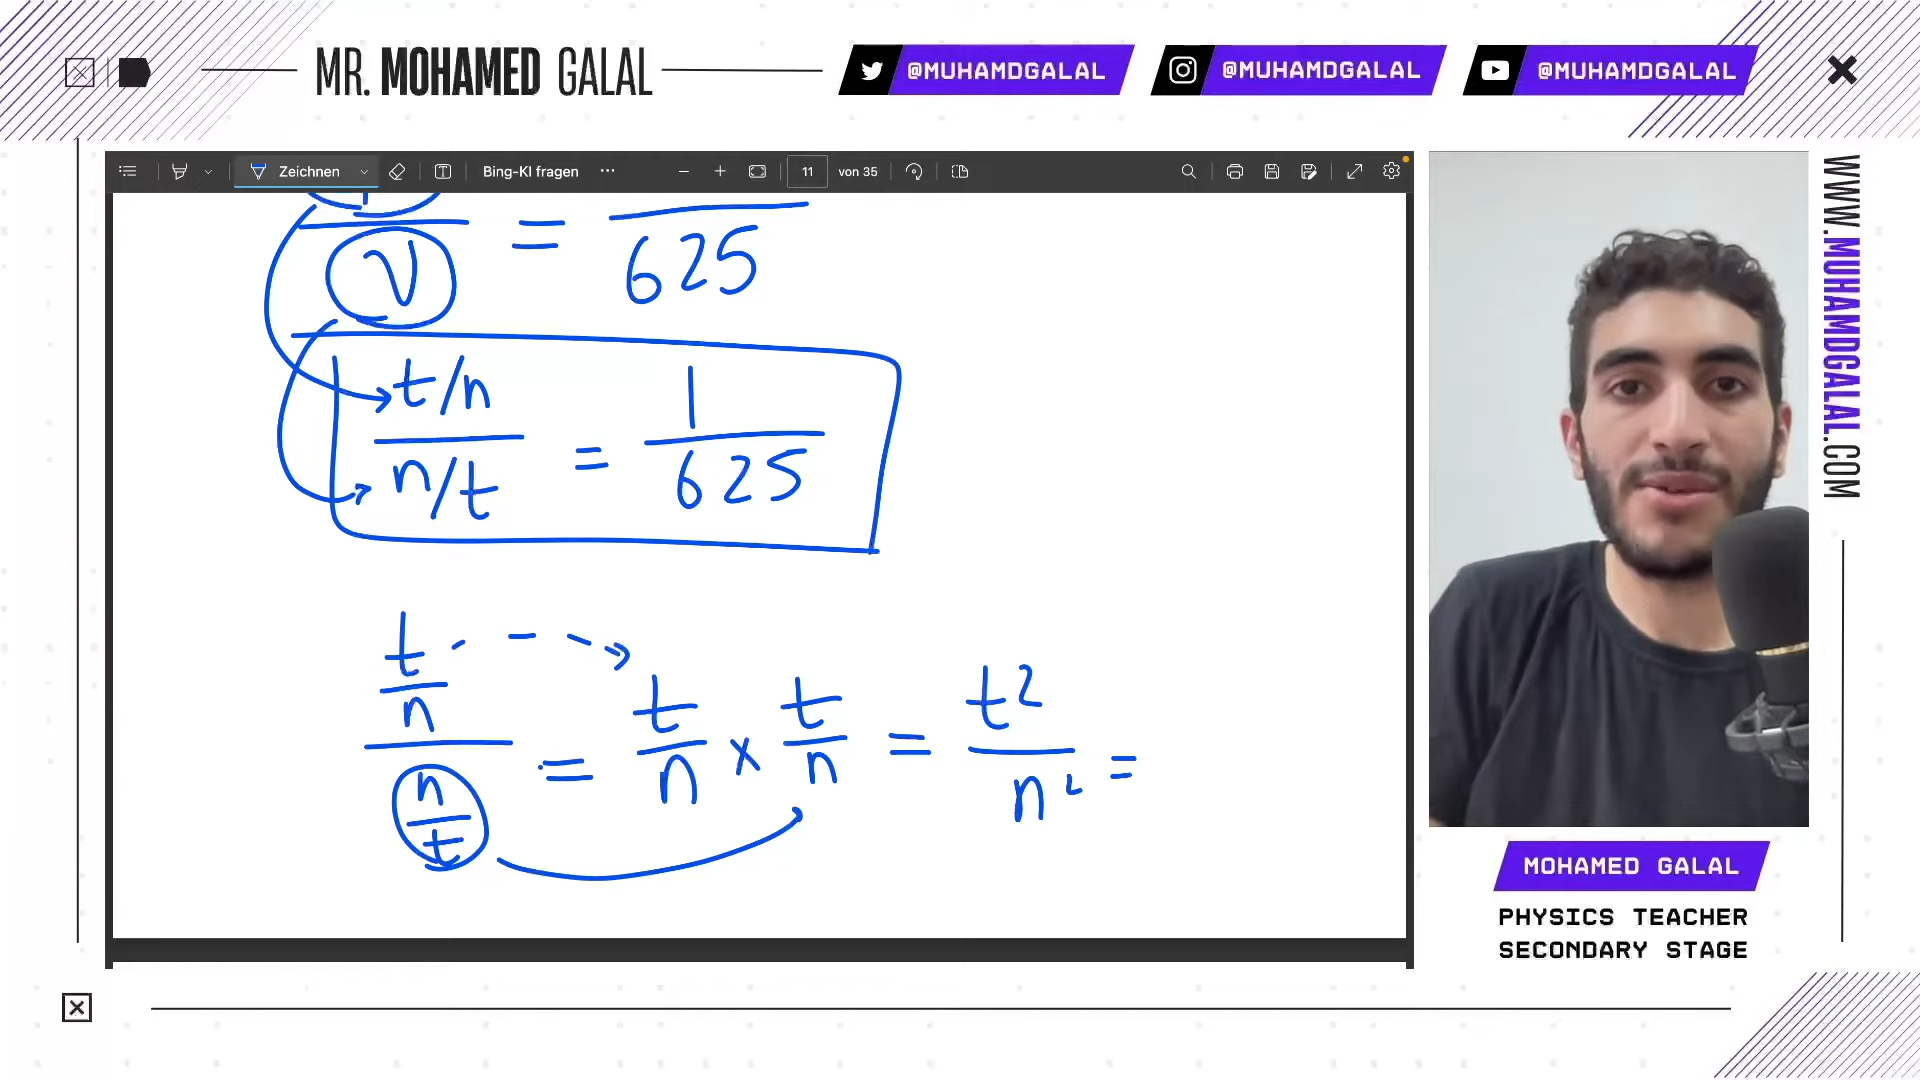 MR. MOHAMED GALAL
@MUHAMDGALAL
@MUHAMDGALAL
@MUHAMDGALAL
Zeichnen
Bing-KI fragen
11 von 35
ν = 625
t/n
n/t = 1
625
t
n
n
t
= t
n × t
n = t²
n² =
WWW.MUHAMDGALAL.COM
MOHAMED GALAL
PHYSICS TEACHER
SECONDARY STAGE